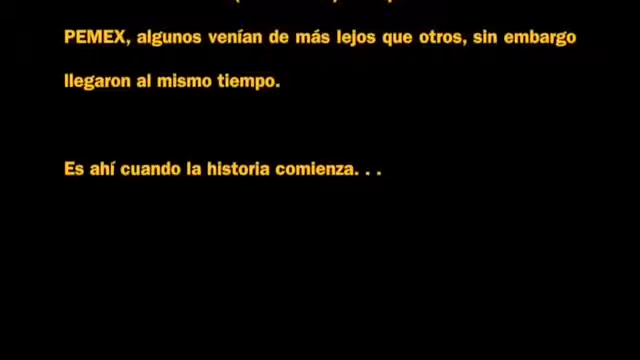 PEMEX, algunos venían de más lejos que otros, sin embargo
llegaron al mismo tiempo.
Es ahí cuando la historia comienza. . .